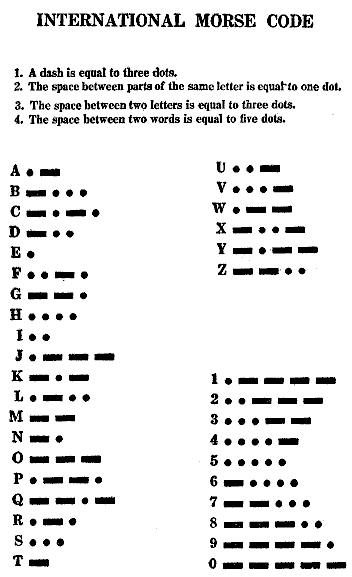 INTERNATIONAL MORSE CODE
1. A dash is equal to three dots.
2. The space between parts of the same letter is equal to one dot.
3. The space between two letters is equal to three dots.
4. The space between two words is equal to five dots.
A • —
B — • • •
C — • — •
D — • •
E •
F • • — •
G — — •
H • • • •
I • •
J • — — —
K — • —
L • — • •
M — —
N — •
O — — —
P • — — •
Q — — • —
R • — •
S • • •
T —
U • • —
V • • • —
W • — —
X — • • —
Y — • — —
Z — — • •
1 • — — — —
2 • • — — —
3 • • • — —
4 • • • • —
5 • • • • •
6 — • • • •
7 — — • • •
8 — — — • •
9 — — — — •
0 — — — — —